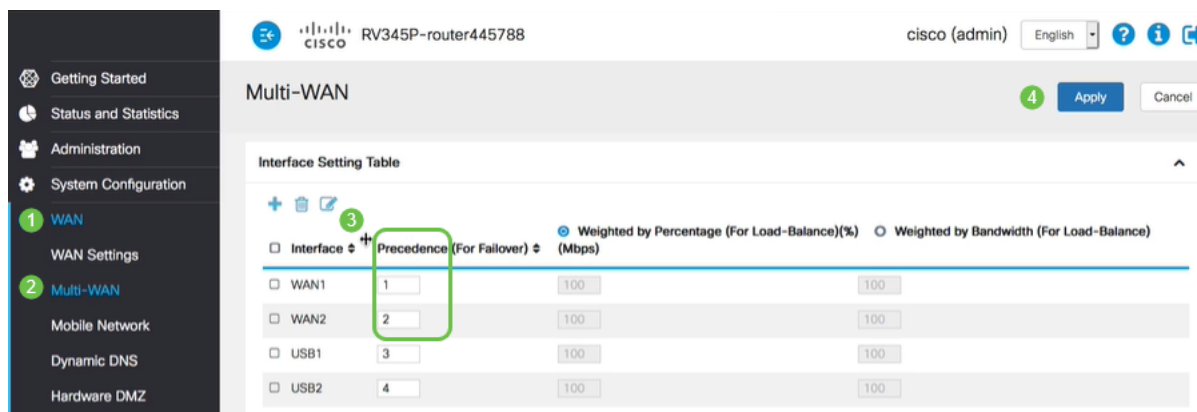 CISCO RV345P-router445788
cisco (admin) English
Getting Started
Status and Statistics
Administration
System Configuration
1 WAN
WAN Settings
2 Multi-WAN
Mobile Network
Dynamic DNS
Hardware DMZ
Multi-WAN
4 Apply Cancel
Interface Setting Table
3
Interface Precedence (For Failover) Weighted by Percentage (For Load-Balance)(%) Weighted by Bandwidth (For Load-Balance)
(Mbps)
WAN1 1 100 100
WAN2 2 100 100
USB1 3 100 100
USB2 4 100 100